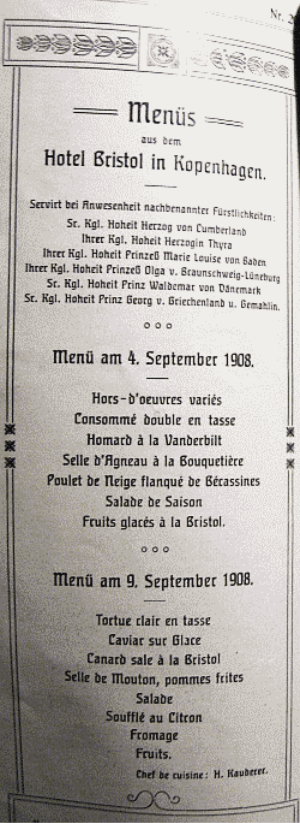 Nr. 2
Menüs
aus dem
Hotel Bristol in Kopenhagen.
Servirt bei Anwesenheit nachbenannter Fürstlichkeiten:
Sr. Kgl. Hoheit Herzog von Cumberland
Ihrer Kgl. Hoheit Herzogin Thyra
Ihrer Kgl. Hoheit Prinzeß Marie Louise von Baden
Ihrer Kgl. Hoheit Prinzeß Olga v. Braunschweig-Lüneburg
Sr. Kgl. Hoheit Prinz Waldemar von Dänemark
Sr. Kgl. Hoheit Prinz Georg v. Griechenland u. Gemahlin.
Menü am 4. September 1908.
Hors-d'oeuvres variés
Consommé double en tasse
Homard à la Vanderbilt
Selle d'Agneau à la Bouquetière
Poulet de Neige flanqué de Bécassines
Salade de Saison
Fruits glacés à la Bristol.
Menü am 9. September 1908.
Tortue clair en tasse
Caviar sur Glace
Canard sale à la Bristol
Selle de Mouton, pommes frites
Salade
Soufflé au Citron
Fromage
Fruits.
Chef de cuisine: H. Kauderer.